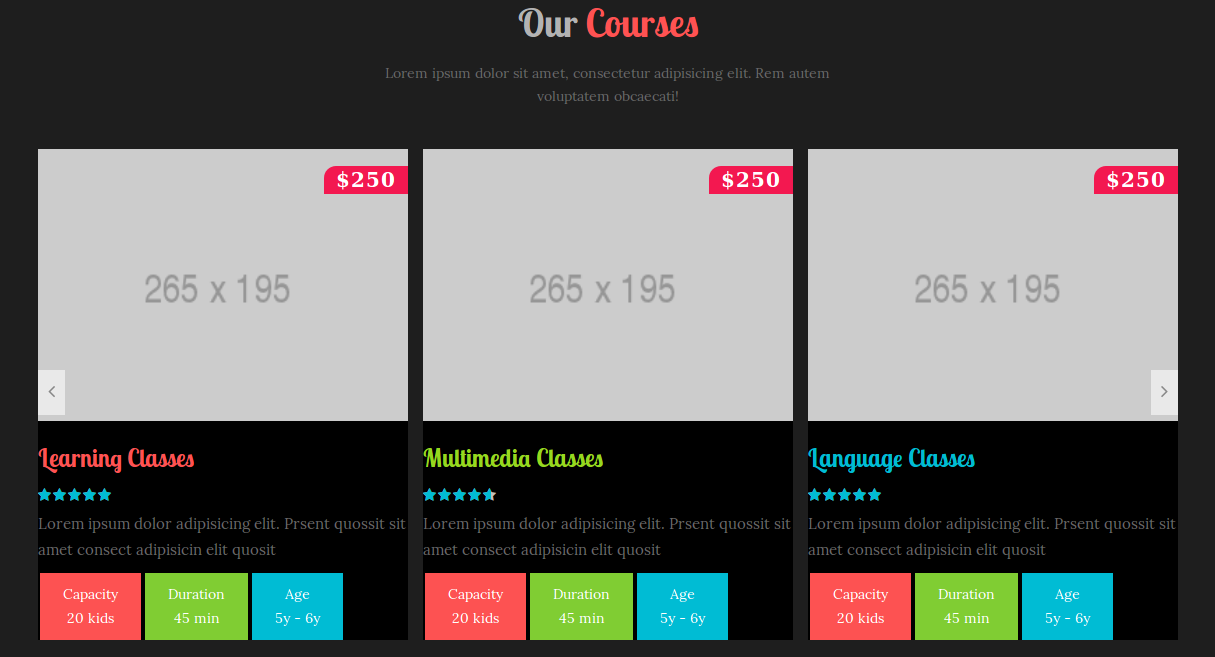 Our Courses
Lorem ipsum dolor sit amet, consectetur adipisicing elit. Rem autem
voluptatem obcaecati!
$250
265 x 195
Learning Classes
Lorem ipsum dolor adipisicing elit. Prsent quossit sit
amet consect adipisicin elit quosit
Capacity
20 kids
Duration
45 min
Age
5y - 6y
$250
265 x 195
Multimedia Classes
Lorem ipsum dolor adipisicing elit. Prsent quossit sit
amet consect adipisicin elit quosit
Capacity
20 kids
Duration
45 min
Age
5y - 6y
$250
265 x 195
Language Classes
Lorem ipsum dolor adipisicing elit. Prsent quossit sit
amet consect adipisicin elit quosit
Capacity
20 kids
Duration
45 min
Age
5y - 6y